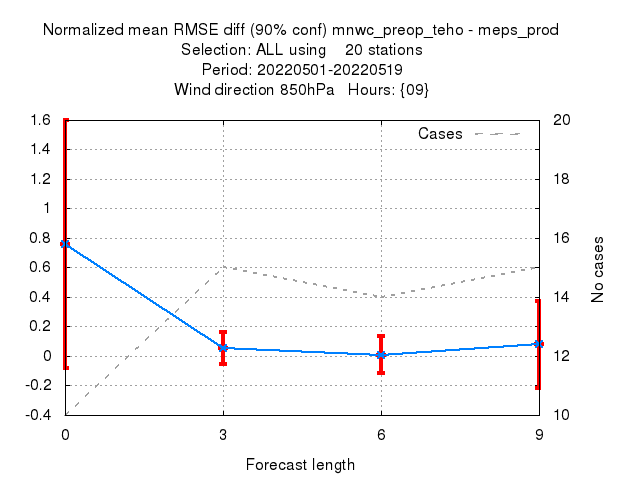 Normalized mean RMSE diff (90% conf) mnwc_preop_teho - meps_prod
Selection: ALL using 20 stations
Period: 20220501-20220519
Wind direction 850hPa Hours: {09}
Cases
1.6
1.4
1.2
1
0.8
0.6
0.4
0.2
0
-0.2
-0.4
20
18
16
14
12
10
No cases
0 3 6 9
Forecast length